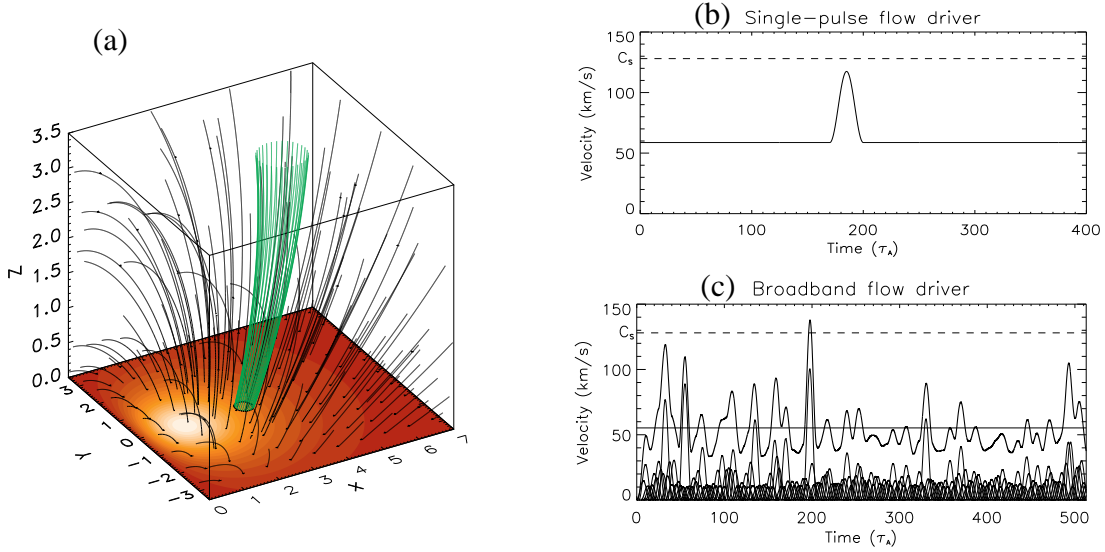 (a)
3.5
3.0
2.5
2.0
1.5
1.0
0.5
0.0
Z
3
2
1
0
-1
-2
-3
Y
0
1
2
3
4
5
6
7
X
(b) Single-pulse flow driver
150
Cs
100
50
0
Velocity (km/s)
0 100 200 300 400
Time (τA)
(c) Broadband flow driver
150
Cs
100
50
0
Velocity (km/s)
0 100 200 300 400 500
Time (τA)